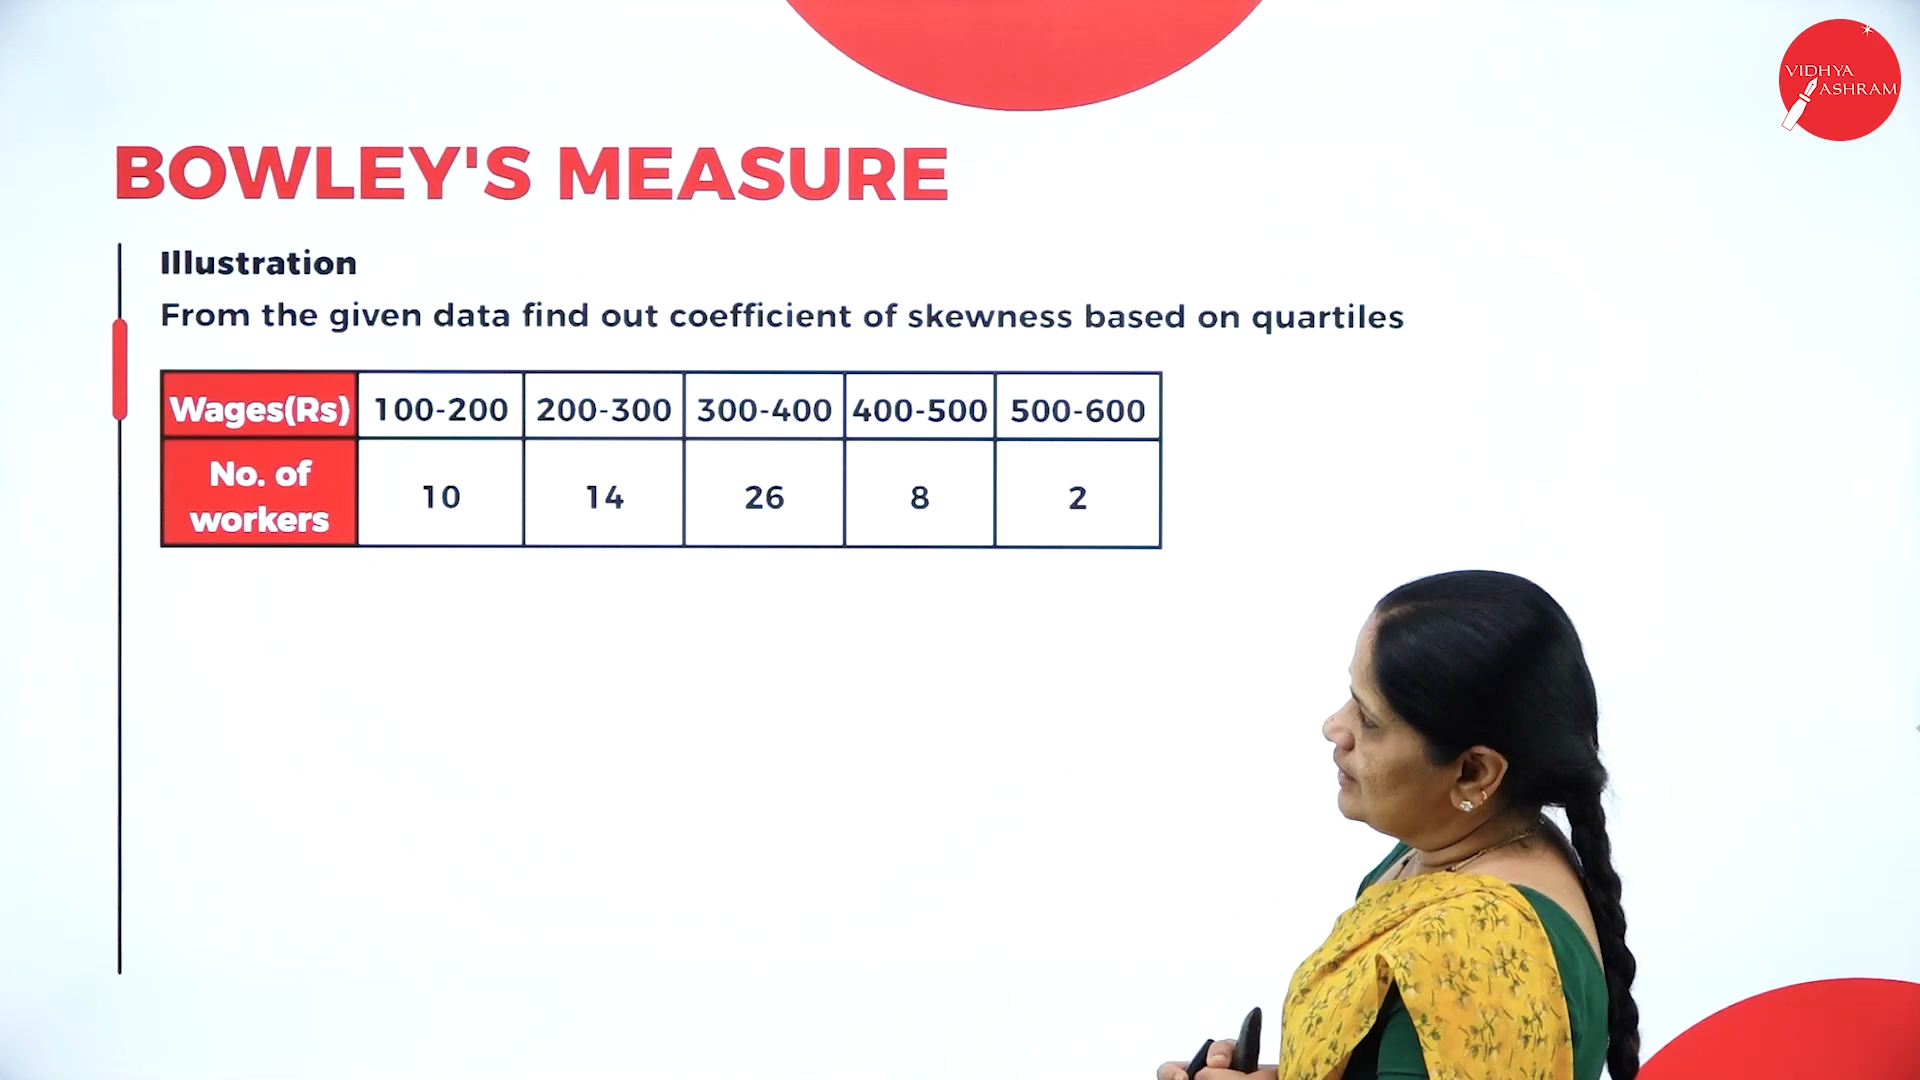 VIDHYA
ASHRAM
BOWLEY'S MEASURE
Illustration
From the given data find out coefficient of skewness based on quartiles
Wages(Rs) 100-200 200-300 300-400 400-500 500-600
No. of
workers 10 14 26 8 2